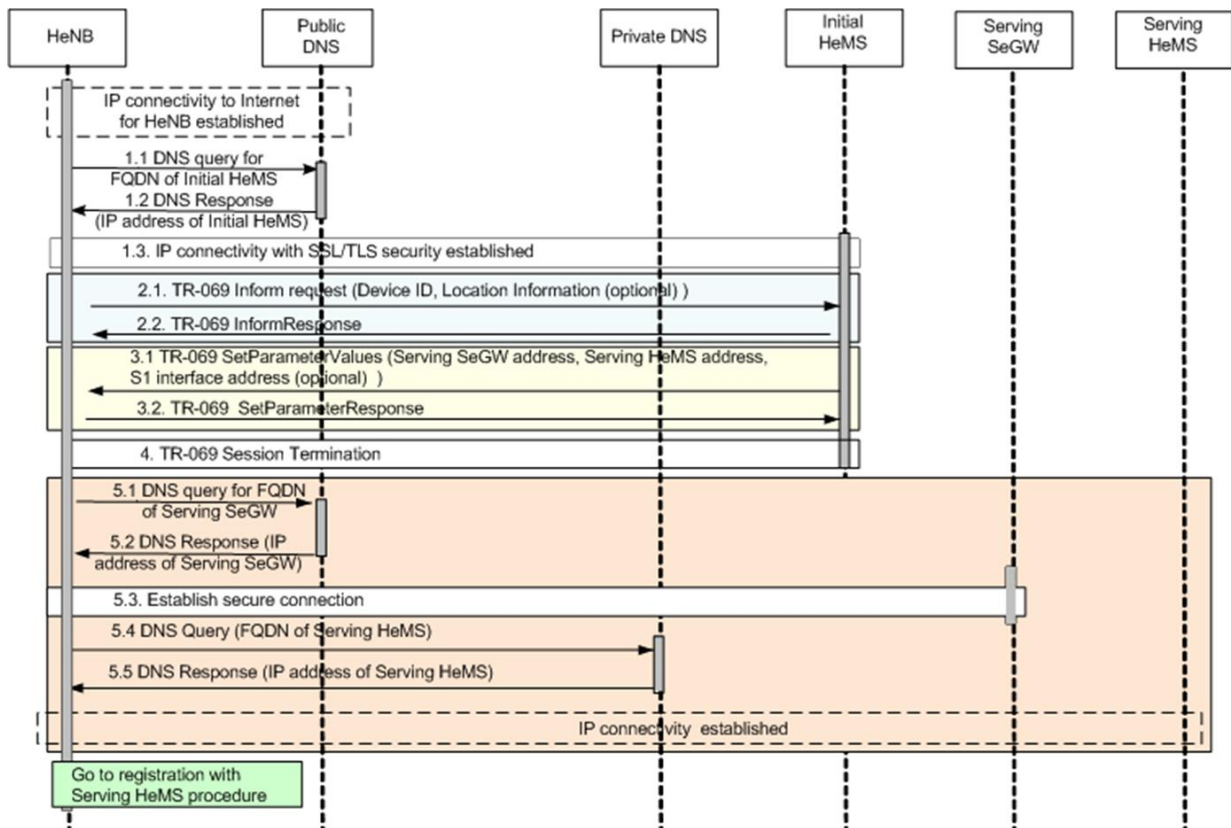 HeNB
Public
DNS
Private DNS
Initial
HeMS
Serving
SeGW
Serving
HeMS
IP connectivity to Internet
for HeNB established
1.1 DNS query for
FQDN of Initial HeMS
1.2 DNS Response
(IP address of Initial HeMS)
1.3. IP connectivity with SSL/TLS security established
2.1. TR-069 Inform request (Device ID, Location Information (optional) )
2.2. TR-069 InformResponse
3.1 TR-069 SetParameterValues (Serving SeGW address, Serving HeMS address,
S1 interface address (optional) )
3.2. TR-069 SetParameterResponse
4. TR-069 Session Termination
5.1 DNS query for FQDN
of Serving SeGW
5.2 DNS Response (IP
address of Serving SeGW)
5.3. Establish secure connection
5.4 DNS Query (FQDN of Serving HeMS)
5.5 DNS Response (IP address of Serving HeMS)
IP connectivity established
Go to registration with
Serving HeMS procedure